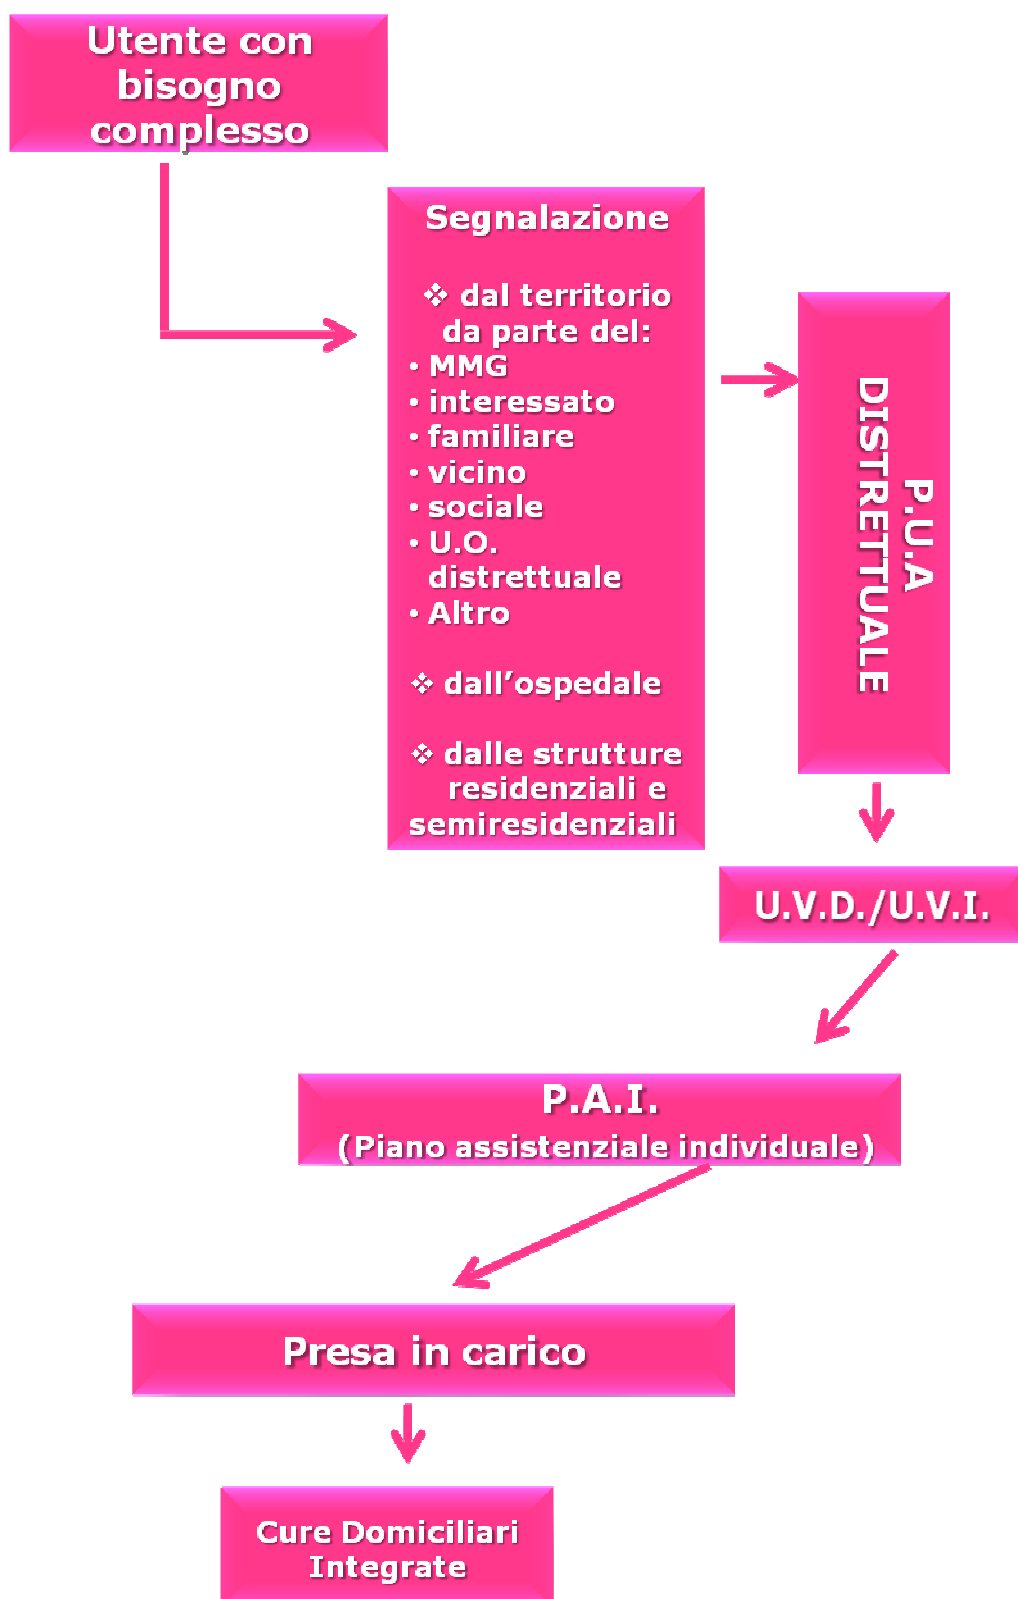 Utente con
bisogno
complesso
Segnalazione
❖ dal territorio
da parte del:
• MMG
• interessato
• familiare
• vicino
• sociale
• U.O.
distrettuale
• Altro
❖ dall’ospedale
❖ dalle strutture
residenziali e
semiresidenziali
P.U.A
DISTRETTUALE
U.V.D./U.V.I.
P.A.I.
(Piano assistenziale individuale)
Presa in carico
Cure Domiciliari
Integrate